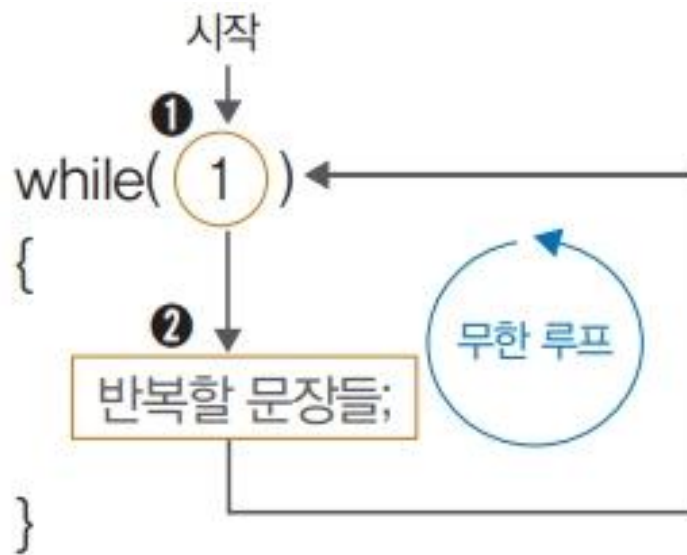 시작
❶
while( 1 )
{
❷
무한 루프
반복할 문장들;
}